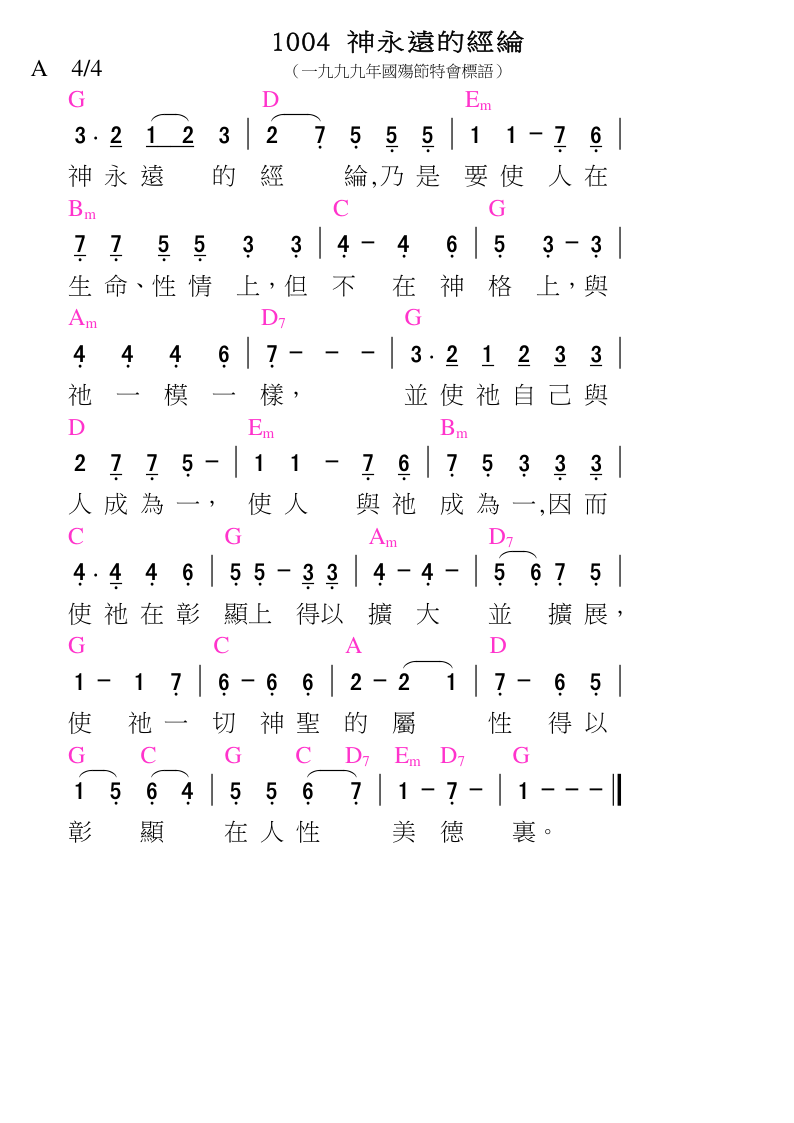 1004 神永遠的經綸
A 4/4 （一九九九年國殤節特會標語）
G D Em
3 . 2 1 2 3 | 2 7 5 5 5 | 1 1 - 7 6 |
神永遠 的 經 綸,乃是 要使 人在
Bm C G
7 7 5 5 3 3 | 4 - 4 6 | 5 3 - 3 |
生命、性情 上，但 不 在 神 格 上，與
Am D7 G
4 4 4 6 | 7 - - - | 3 . 2 1 2 3 3 |
祂 一 模 一 樣， 並使祂自己與
D Em Bm
2 7 7 5 - | 1 1 - 7 6 | 7 5 3 3 3 |
人成為一， 使人 與祂 成為一,因而
C G Am D7
4 . 4 4 6 | 5 5 - 3 3 | 4 - 4 - | 5 6 7 5 |
使祂在彰 顯上 得以 擴 大 並 擴展，
G C A D
1 - 1 7 | 6 - 6 6 | 2 - 2 1 | 7 - 6 5 |
使 祂一 切神聖 的屬 性 得以
G C G C D7 Em D7 G
1 5 6 4 | 5 5 6 7 | 1 - 7 - | 1 - - - ‖
彰 顯 在人性 美德 裏。